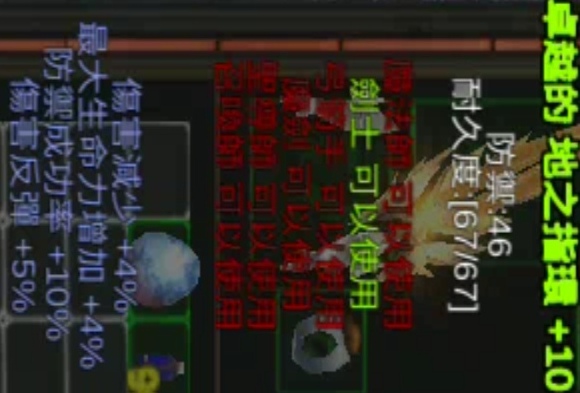 卓越的 地之指環 +10
防禦:46
耐久度:[67/67]
魔法師 可以使用
劍士 可以使用
弓箭手 可以使用
魔劍 可以使用
聖導師 可以使用
召喚師 可以使用
傷害減少 +4%
最大生命力增加 +4%
防禦成功率 +10%
傷害反彈 +5%